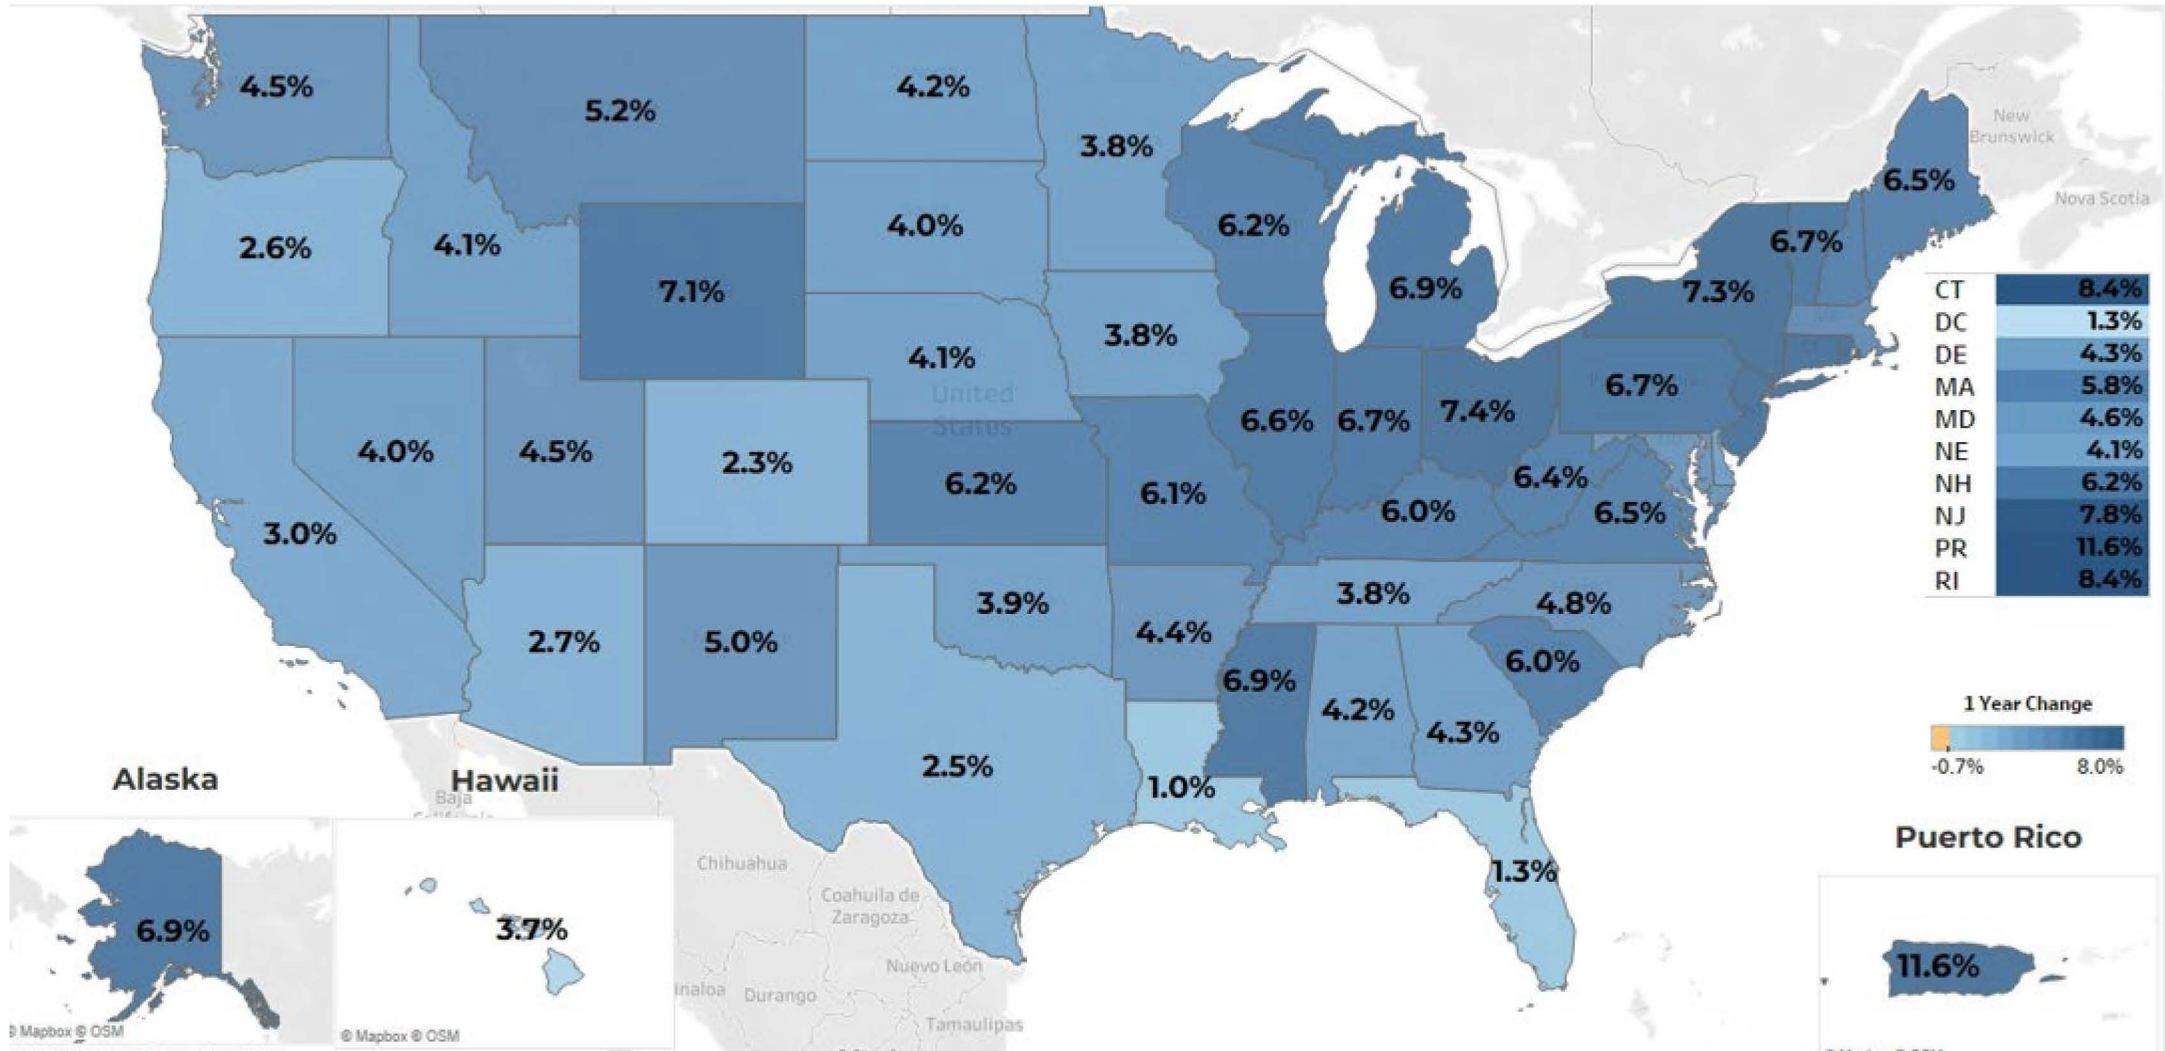 New
Brunswick
Nova Scotia
4.5%
5.2%
4.2%
3.8%
6.5%
2.6%
4.1%
7.1%
4.0%
6.2%
6.9%
7.3%
6.7%
4.1%
United
States
3.8%
6.7%
4.0%
4.5%
2.3%
6.2%
6.1%
6.6%
6.7%
7.4%
6.4%
6.0%
6.5%
3.0%
2.7%
5.0%
3.9%
4.4%
3.8%
4.8%
6.9%
4.2%
4.3%
6.0%
2.5%
1.0%
1.3%
CT 8.4%
DC 1.3%
DE 4.3%
MA 5.8%
MD 4.6%
NE 4.1%
NH 6.2%
NJ 7.8%
PR 11.6%
RI 8.4%
1 Year Change
-0.7% 8.0%
Alaska
6.9%
© Mapbox © OSM
Hawaii
3.7%
© Mapbox © OSM
Baja
Chihuahua
Coahuila de
Zaragoza
Nuevo León
Durango
Tamaulipas
Puerto Rico
11.6%